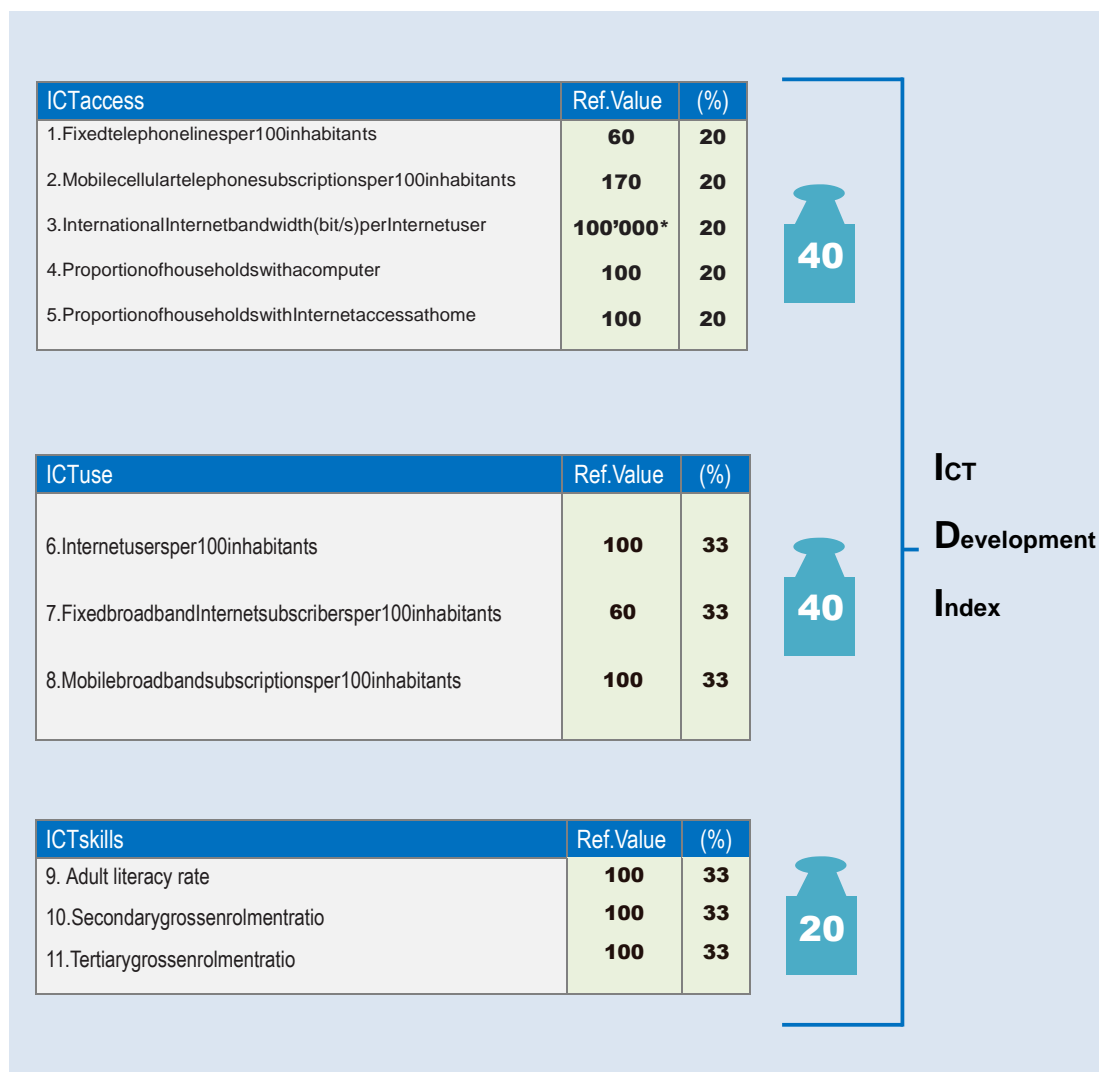 ICTaccess Ref.Value (%)
1.Fixedtelephonelinesper100inhabitants 60 20
2.Mobilecellulartelephonesubscriptionsper100inhabitants 170 20
3.InternationalInternetbandwidth(bit/s)perInternetuser 100’000* 20
4.Proportionofhouseholdswithacomputer 100 20
5.ProportionofhouseholdswithInternetaccessathome 100 20
40
ICTuse Ref.Value (%)
6.Internetusersper100inhabitants 100 33
7.FixedbroadbandInternetsubscribersper100inhabitants 60 33
8.Mobilebroadbandsubscriptionsper100inhabitants 100 33
40
ICTskills Ref.Value (%)
9. Adult literacy rate 100 33
10.Secondarygrossenrolmentratio 100 33
11.Tertiarygrossenrolmentratio 100 33
20
ICT
Development
Index